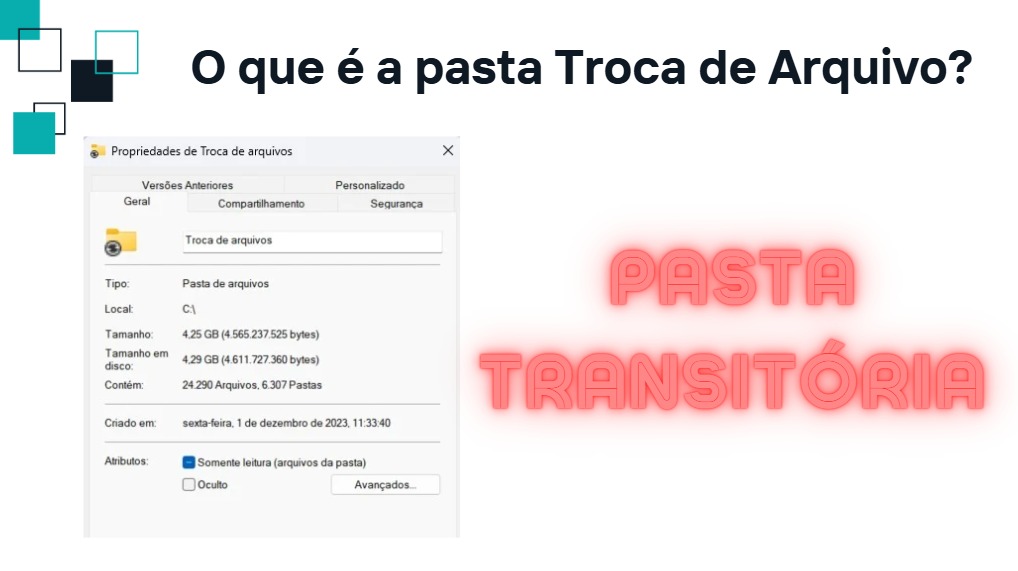 O que é a pasta Troca de Arquivo?
Propriedades de Troca de arquivos
Versões Anteriores Personalizado
Geral Compartilhamento Segurança
Troca de arquivos
Tipo: Pasta de arquivos
Local: C:\
Tamanho: 4,25 GB (4.565.237.525 bytes)
Tamanho em
disco: 4,29 GB (4.611.727.360 bytes)
Contém: 24.290 Arquivos, 6.307 Pastas
Criado em: sexta-feira, 1 de dezembro de 2023, 11:33:40
Atributos: Somente leitura (arquivos da pasta)
Oculto Avançados...
PASTA
TRANSITÓRIA